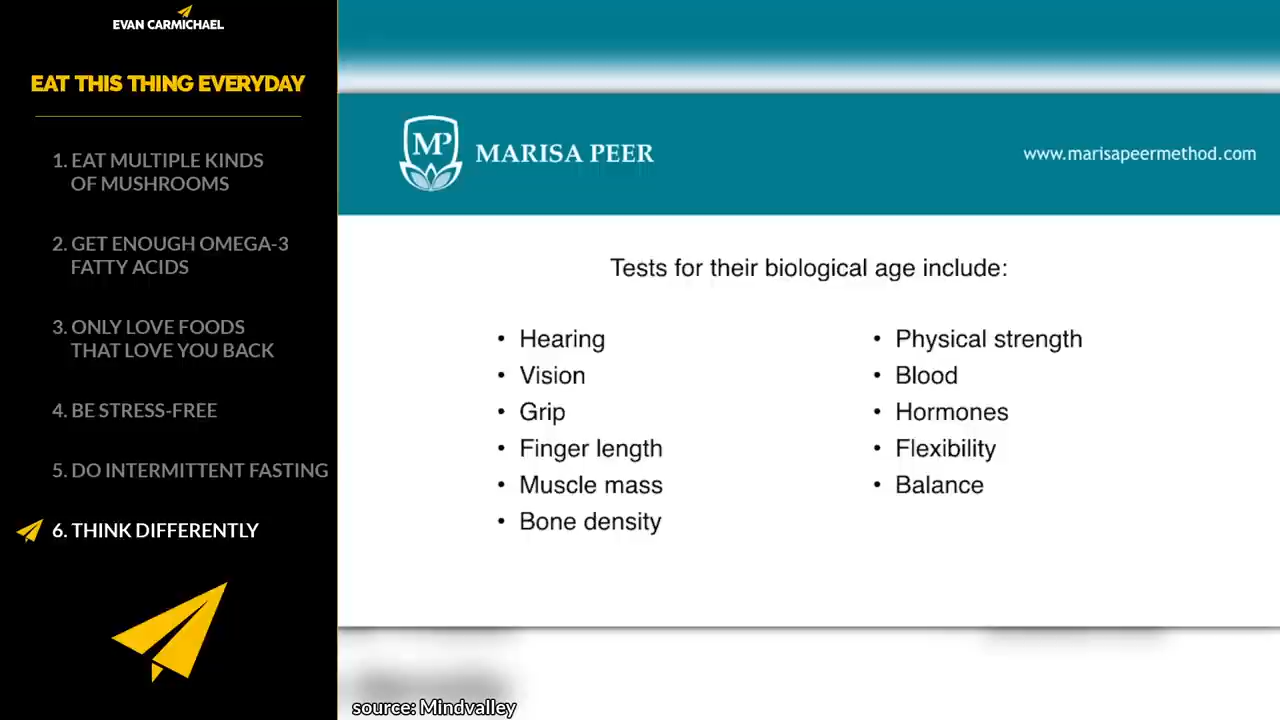 EVAN CARMICHAEL
EAT THIS THING EVERYDAY
1. EAT MULTIPLE KINDS
OF MUSHROOMS
2. GET ENOUGH OMEGA-3
FATTY ACIDS
3. ONLY LOVE FOODS
THAT LOVE YOU BACK
4. BE STRESS-FREE
5. DO INTERMITTENT FASTING
6. THINK DIFFERENTLY
MP
MARISA PEER
www.marisapeermethod.com
Tests for their biological age include:
• Hearing
• Vision
• Grip
• Finger length
• Muscle mass
• Bone density
• Physical strength
• Blood
• Hormones
• Flexibility
• Balance
source: Mindvalley